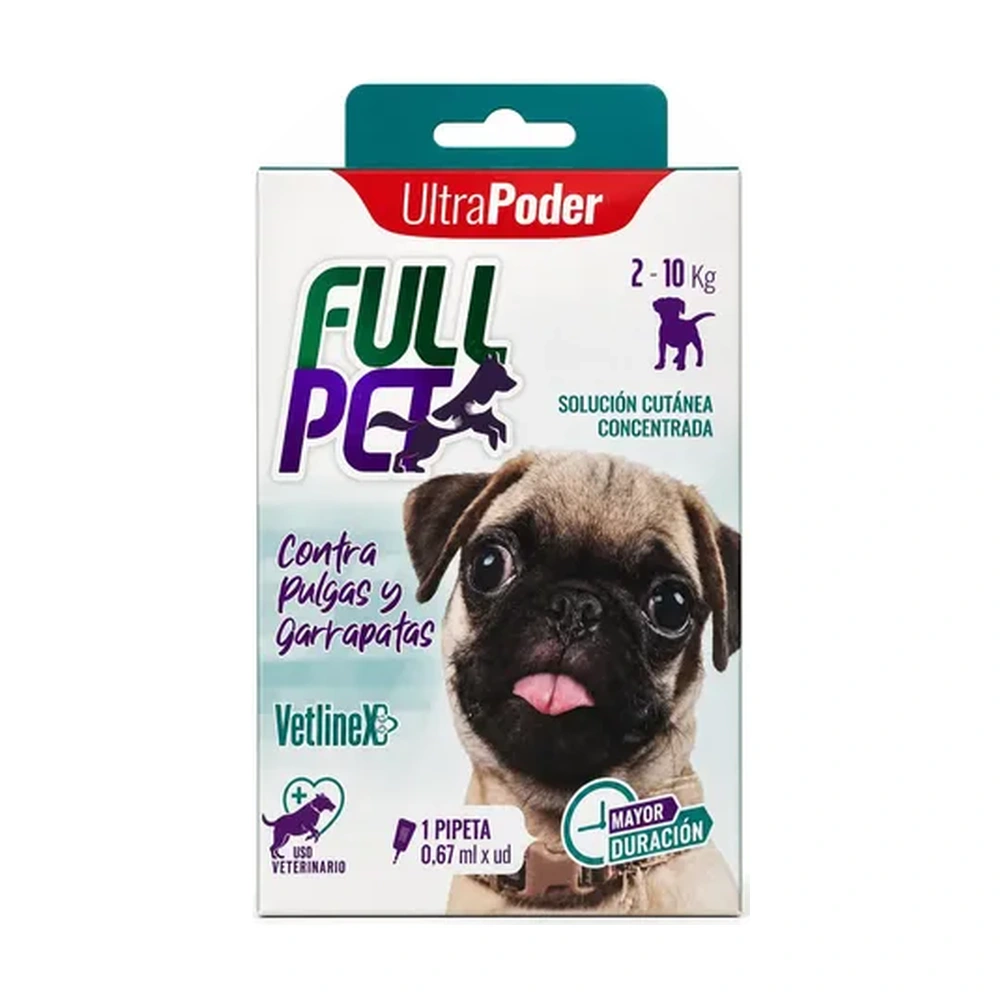 UltraPoder
FULL
PET
2 - 10 Kg
SOLUCIÓN CUTÁNEA
CONCENTRADA
Contra
Pulgas y
garrapatas
VetlineX
USO
VETERINARIO
1 PIPETA
0,67 ml x ud
MAYOR
DURACIÓN